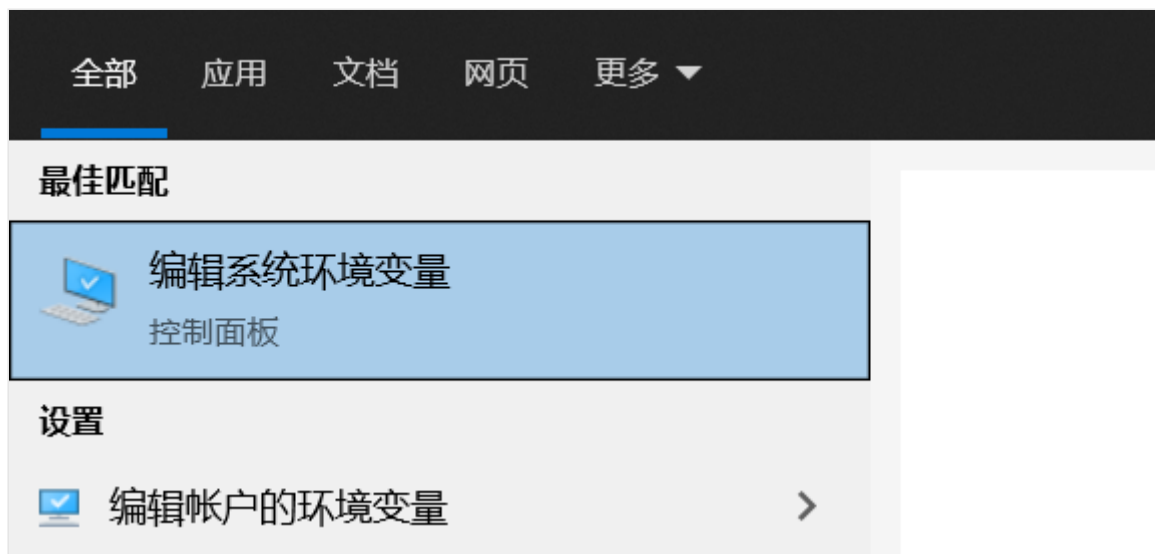 全部 应用 文档 网页 更多
最佳匹配
编辑系统环境变量
控制面板
设置
编辑帐户的环境变量